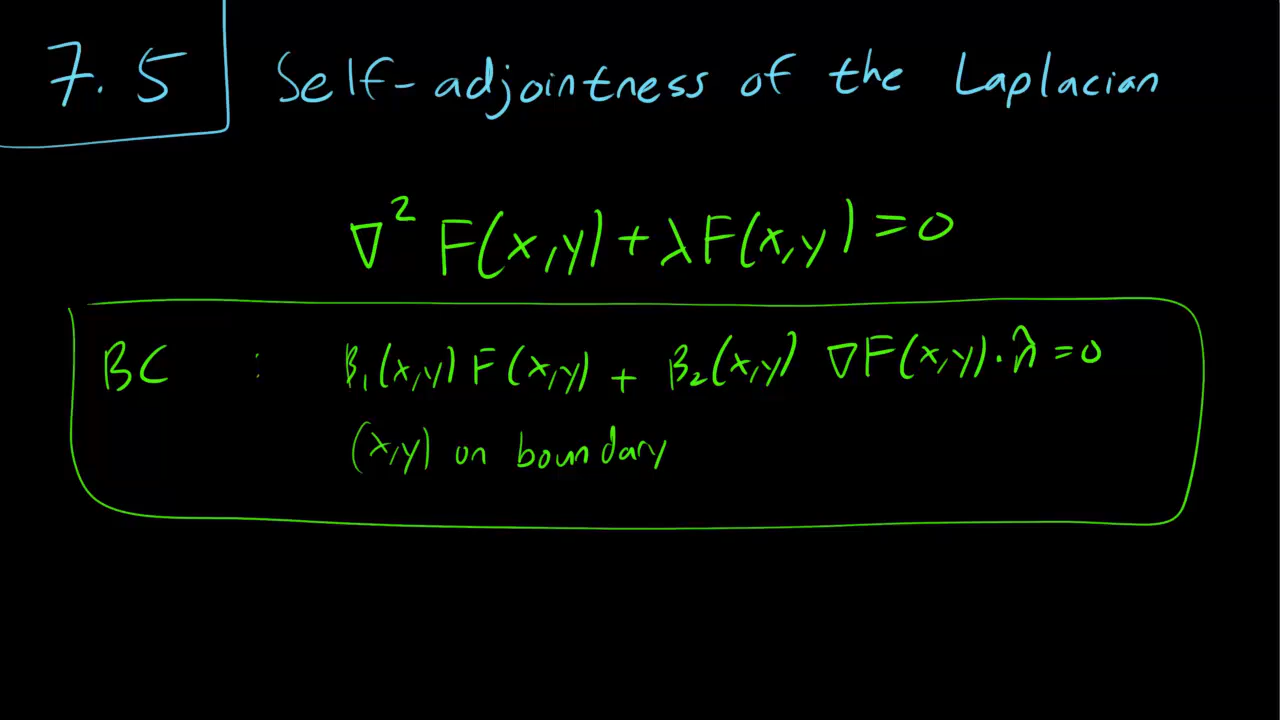 7.5 Self-adjointness of the Laplacian
∇² F(x,y) + λF(x,y) = 0
BC : β₁(x,y) F(x,y) + β₂(x,y) ∇F(x,y)·n̂ = 0
(x,y) on boundary